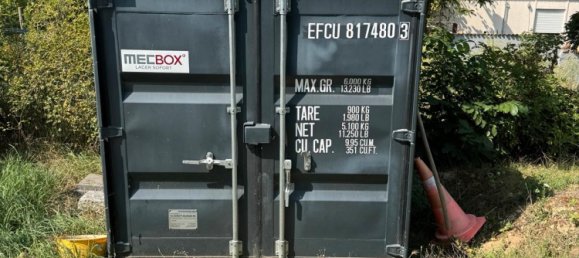 EFCU 817480 3
MECBOX
LAGER SOFORT
MAX.GR. 6.000 KG
13.230 LB
TARE 900 KG
1.980 LB
NET 5.100 KG
11.250 LB
CU. CAP. 9.95 CU.M.
351 CU.FT.